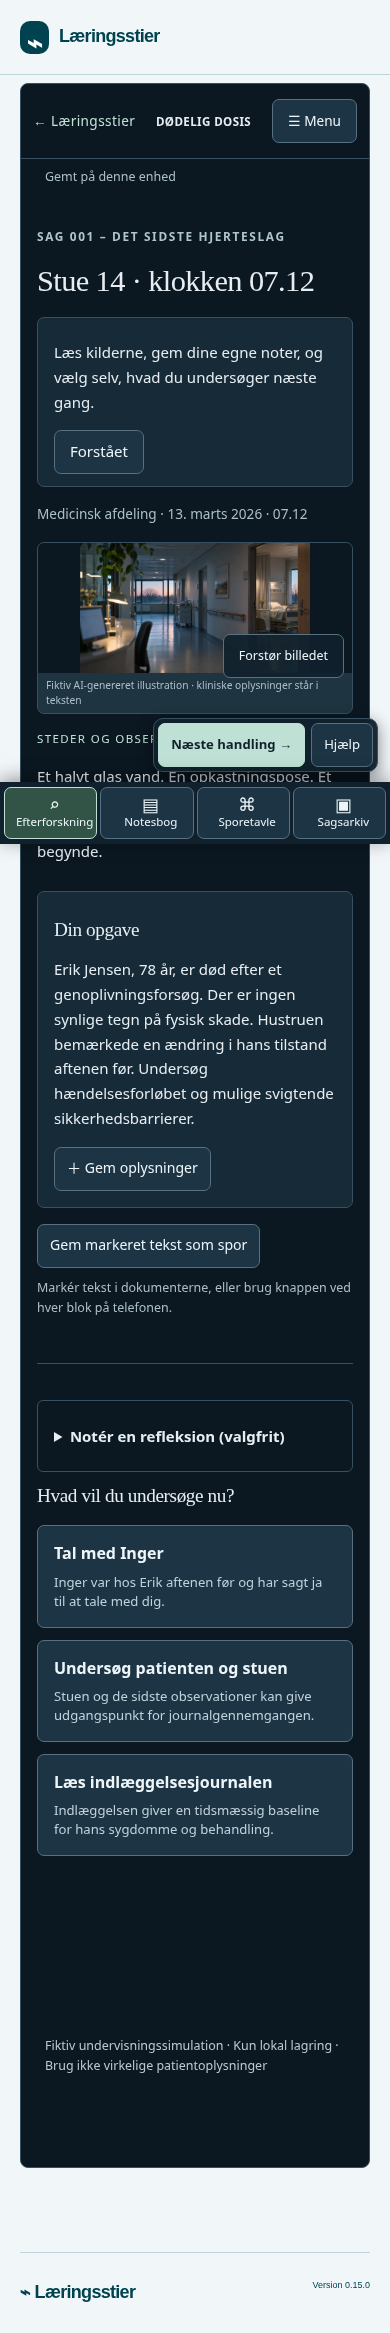 Læringsstier
← Læringsstier DØDELIG DOSIS ☰ Menu
Gemt på denne enhed
SAG 001 – DET SIDSTE HJERTESLAG
Stue 14 · klokken 07.12
Læs kilderne, gem dine egne noter, og
vælg selv, hvad du undersøger næste
gang.
Forstået
Medicinsk afdeling · 13. marts 2026 · 07.12
Forstør billedet
Fiktiv AI-genereret illustration · kliniske oplysninger står i
teksten
STEDER OG OBSER
Næste handling → Hjælp
Et halvt glas vand. En opkastningspose. Et
Efterforskning Notesbog Sporetavle Sagsarkiv
begynde.
Din opgave
Erik Jensen, 78 år, er død efter et
genoplivningsforsøg. Der er ingen
synlige tegn på fysisk skade. Hustruen
bemærkede en ændring i hans tilstand
aftenen før. Undersøg
hændelsesforløbet og mulige svigtende
sikkerhedsbarrierer.
＋ Gem oplysninger
Gem markeret tekst som spor
Markér tekst i dokumenterne, eller brug knappen ved
hver blok på telefonen.
▶ Notér en refleksion (valgfrit)
Hvad vil du undersøge nu?
Tal med Inger
Inger var hos Erik aftenen før og har sagt ja
til at tale med dig.
Undersøg patienten og stuen
Stuen og de sidste observationer kan give
udgangspunkt for journalgennemgangen.
Læs indlæggelsesjournalen
Indlæggelsen giver en tidsmæssig baseline
for hans sygdomme og behandling.
Fiktiv undervisningssimulation · Kun lokal lagring ·
Brug ikke virkelige patientoplysninger
Læringsstier Version 0.15.0